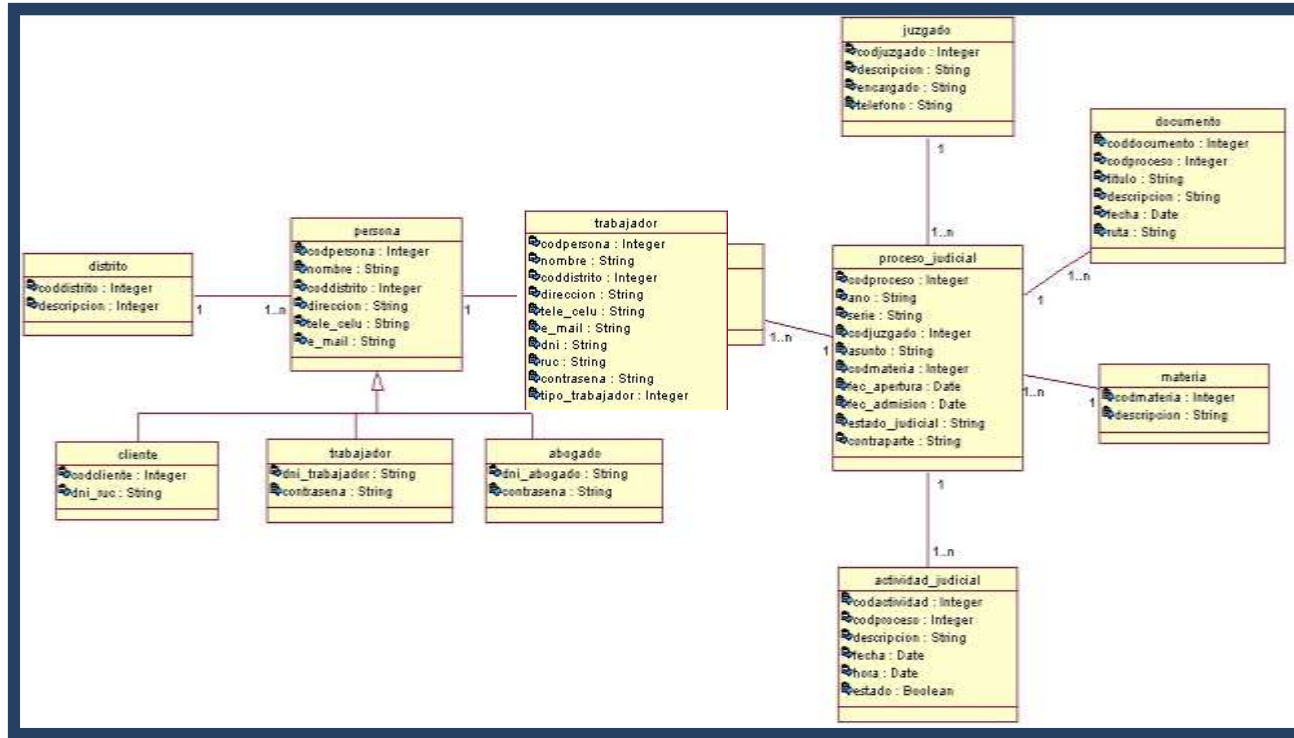 juzgado
codjuzgado : Integer
descripcion : String
encargado : String
telefono : String
1
1..n
documento
coddocumento : Integer
codproceso : Integer
titulo : String
descripcion : String
fecha : Date
ruta : String
1..n
1
distrito
coddistrito : Integer
descripcion : Integer
1
1..n
persona
codpersona : Integer
nombre : String
coddistrito : Integer
direccion : String
tele_celu : String
e_mail : String
1
trabajador
codpersona : Integer
nombre : String
coddistrito : Integer
direccion : String
tele_celu : String
e_mail : String
dni : String
ruc : String
contrasena : String
tipo_trabajador : Integer
1..n
1
proceso_judicial
codproceso : Integer
ano : String
serie : String
codjuzgado : Integer
asunto : String
codmateria : Integer
fec_apertura : Date
fec_admision : Date
estado_judicial : String
contraparte : String
1..n
1
materia
codmateria : Integer
descripcion : String
cliente
codcliente : Integer
dni_ruc : String
trabajador
dni_trabajador : String
contrasena : String
abogado
dni_abogado : String
contrasena : String
1
1..n
actividad_judicial
codactividad : Integer
codproceso : Integer
descripcion : String
fecha : Date
hora : Date
estado : Boolean